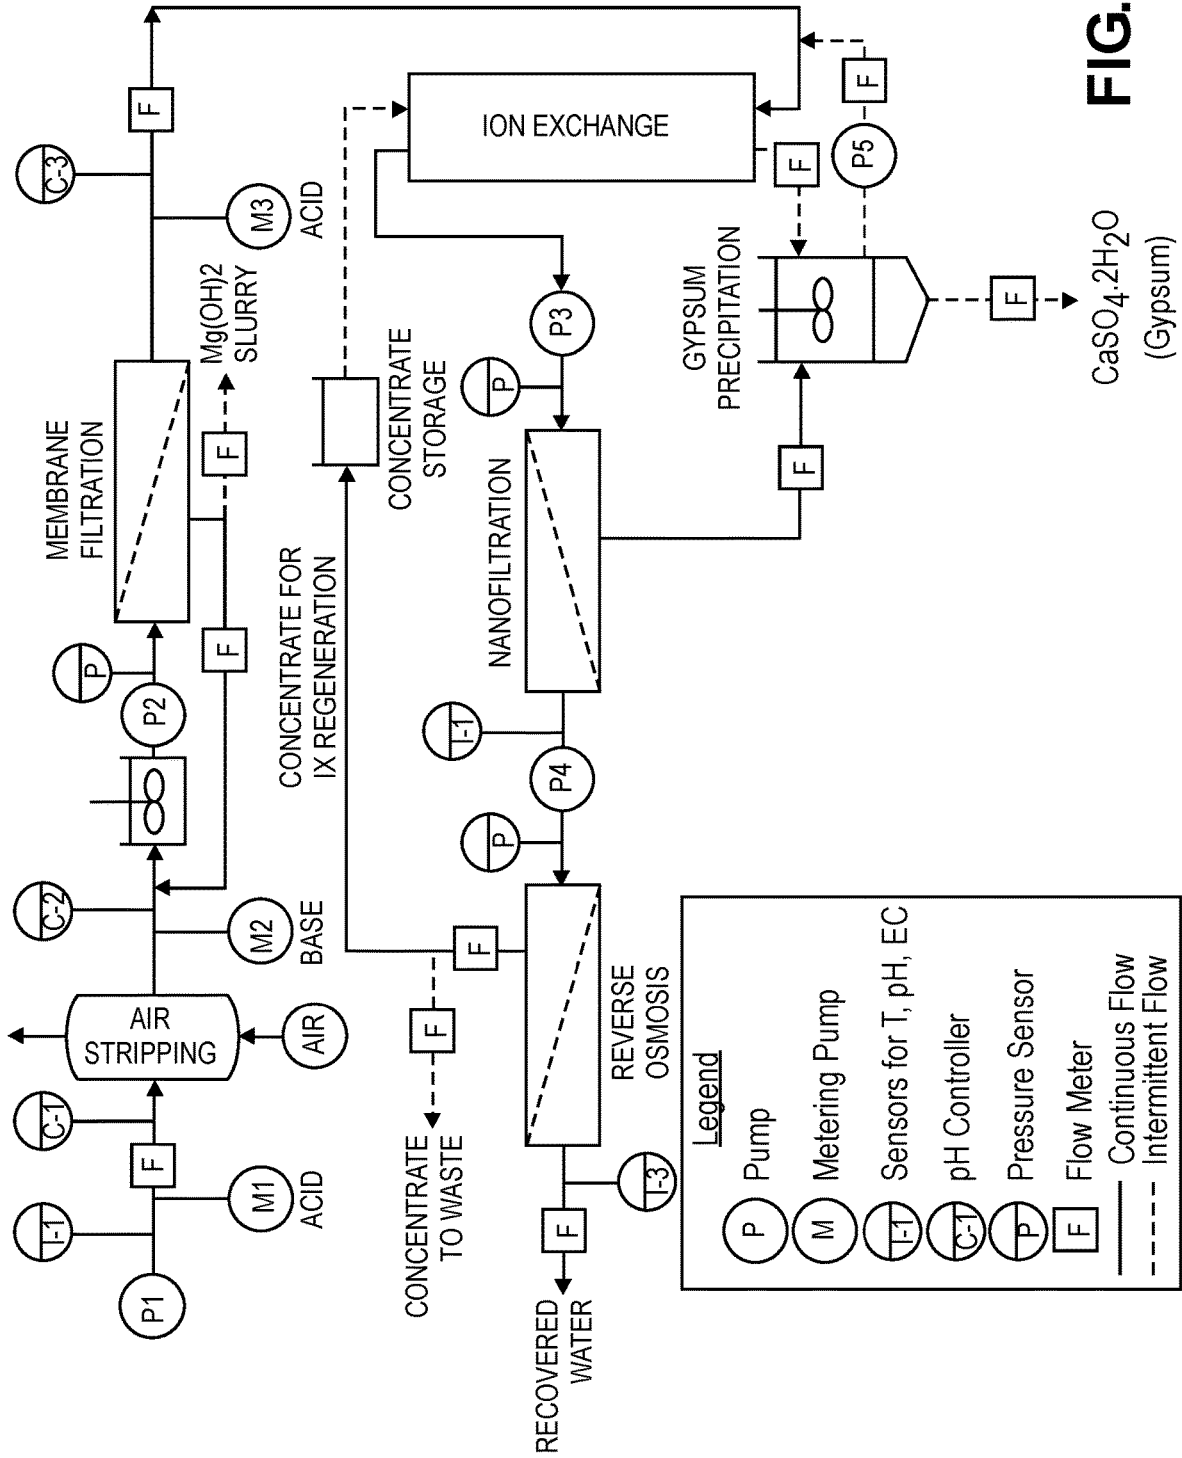 P1
I-1
M1
ACID
F
C-1
AIR
STRIPPING
AIR
M2
BASE
C-2
P2
P
MEMBRANE
FILTRATION
F
F
Mg(OH)2
SLURRY
M3
ACID
C-3
F
CONCENTRATE
TO WASTE
F
F
CONCENTRATE FOR
IX REGENERATION
CONCENTRATE
STORAGE
ION EXCHANGE
RECOVERED
WATER
F
I-3
REVERSE
OSMOSIS
P
P4
I-1
NANOFILTRATION
P
P3
F
GYPSUM
PRECIPITATION
F
P5
F
F
CaSO4.2H2O
(Gypsum)
Legend
P Pump
M Metering Pump
I-1 Sensors for T, pH, EC
C-1 pH Controller
P Pressure Sensor
F Flow Meter
Continuous Flow
Intermittent Flow
FIG.